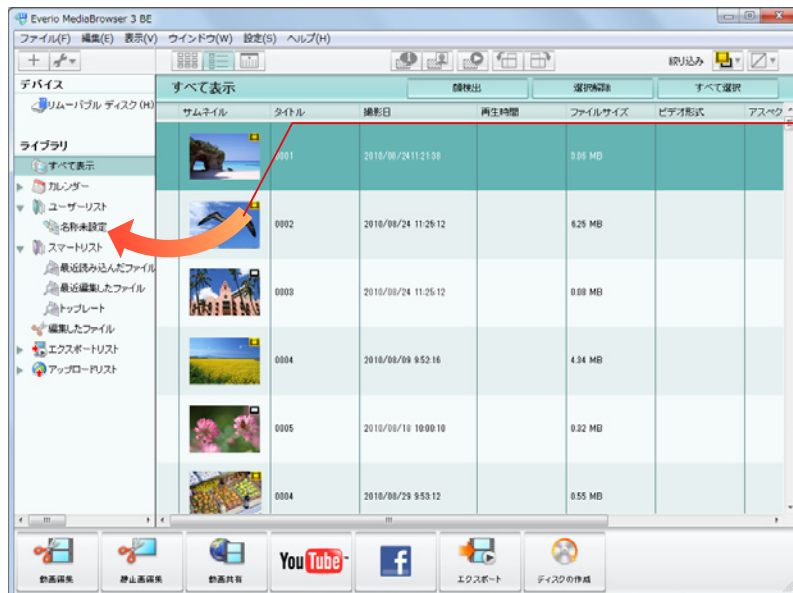 Everio MediaBrowser 3 BE
ファイル(F) 編集(E) 表示(V) ウインドウ(W) 設定(S) ヘルプ(H)
絞り込み
デバイス
リムーバブル ディスク (H)
ライブラリ
すべて表示
カレンダー
ユーザーリスト
名称未設定
スマートリスト
最近読み込んだファイル
最近編集したファイル
トップレート
編集したファイル
エクスポートリスト
アップロードリスト
すべて表示 顔検出 選択解除 すべて選択
サムネイル タイトル 撮影日 再生時間 ファイルサイズ ビデオ形式 アスペク
0001 2010/08/24 11:21:00 3.06 MB
0002 2010/08/24 11:25:12 6.25 MB
0003 2010/08/24 11:25:12 0.08 MB
0004 2010/08/09 9:52:16 4.34 MB
0005 2010/08/18 10:00:10 0.32 MB
0004 2010/08/29 9:53:12 0.55 MB
動画編集 静止画編集 動画共有 YouTube f エクスポート ディスクの作成